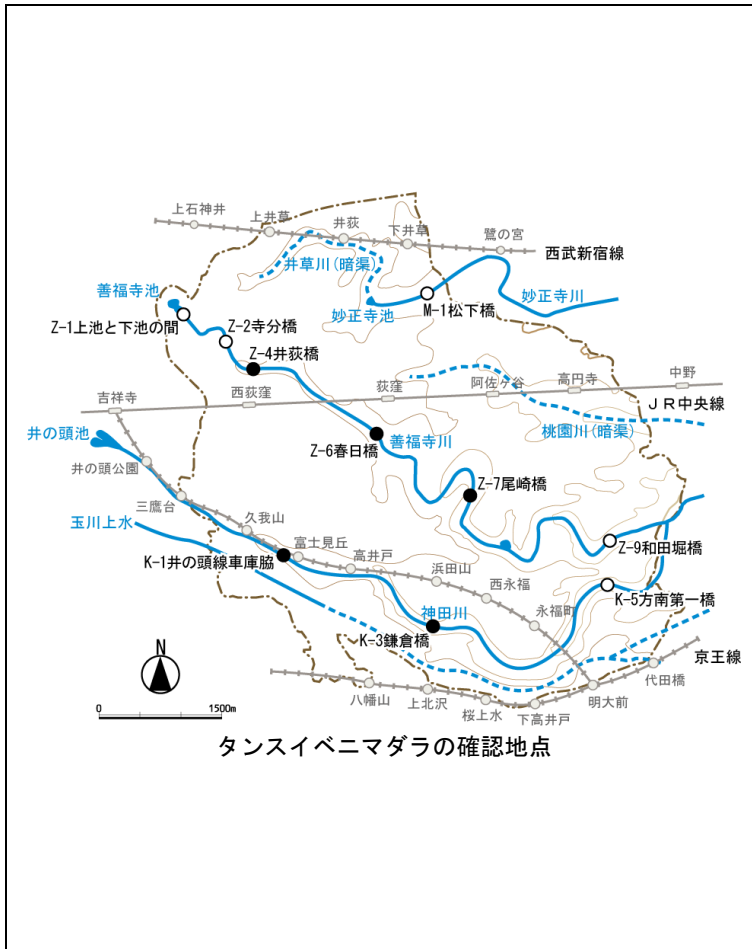 上石神井
上井草
井荻
下井草
鷺の宮
西武新宿線
井草川(暗渠)
善福寺池
妙正寺池
M-1松下橋
妙正寺川
Z-1上池と下池の間
Z-2寺分橋
Z-4井荻橋
吉祥寺
西荻窪
荻窪
阿佐ヶ谷
高円寺
中野
JR中央線
井の頭池
Z-6春日橋
善福寺川
桃園川(暗渠)
井の頭公園
三鷹台
Z-7尾崎橋
玉川上水
久我山
富士見丘
K-1井の頭線車庫脇
高井戸
浜田山
西永福
永福町
Z-9和田堀橋
K-5方南第一橋
神田川
K-3鎌倉橋
N
京王線
代田橋
八幡山
上北沢
桜上水
下高井戸
明大前
0 1500m
タンスイベニマダラの確認地点